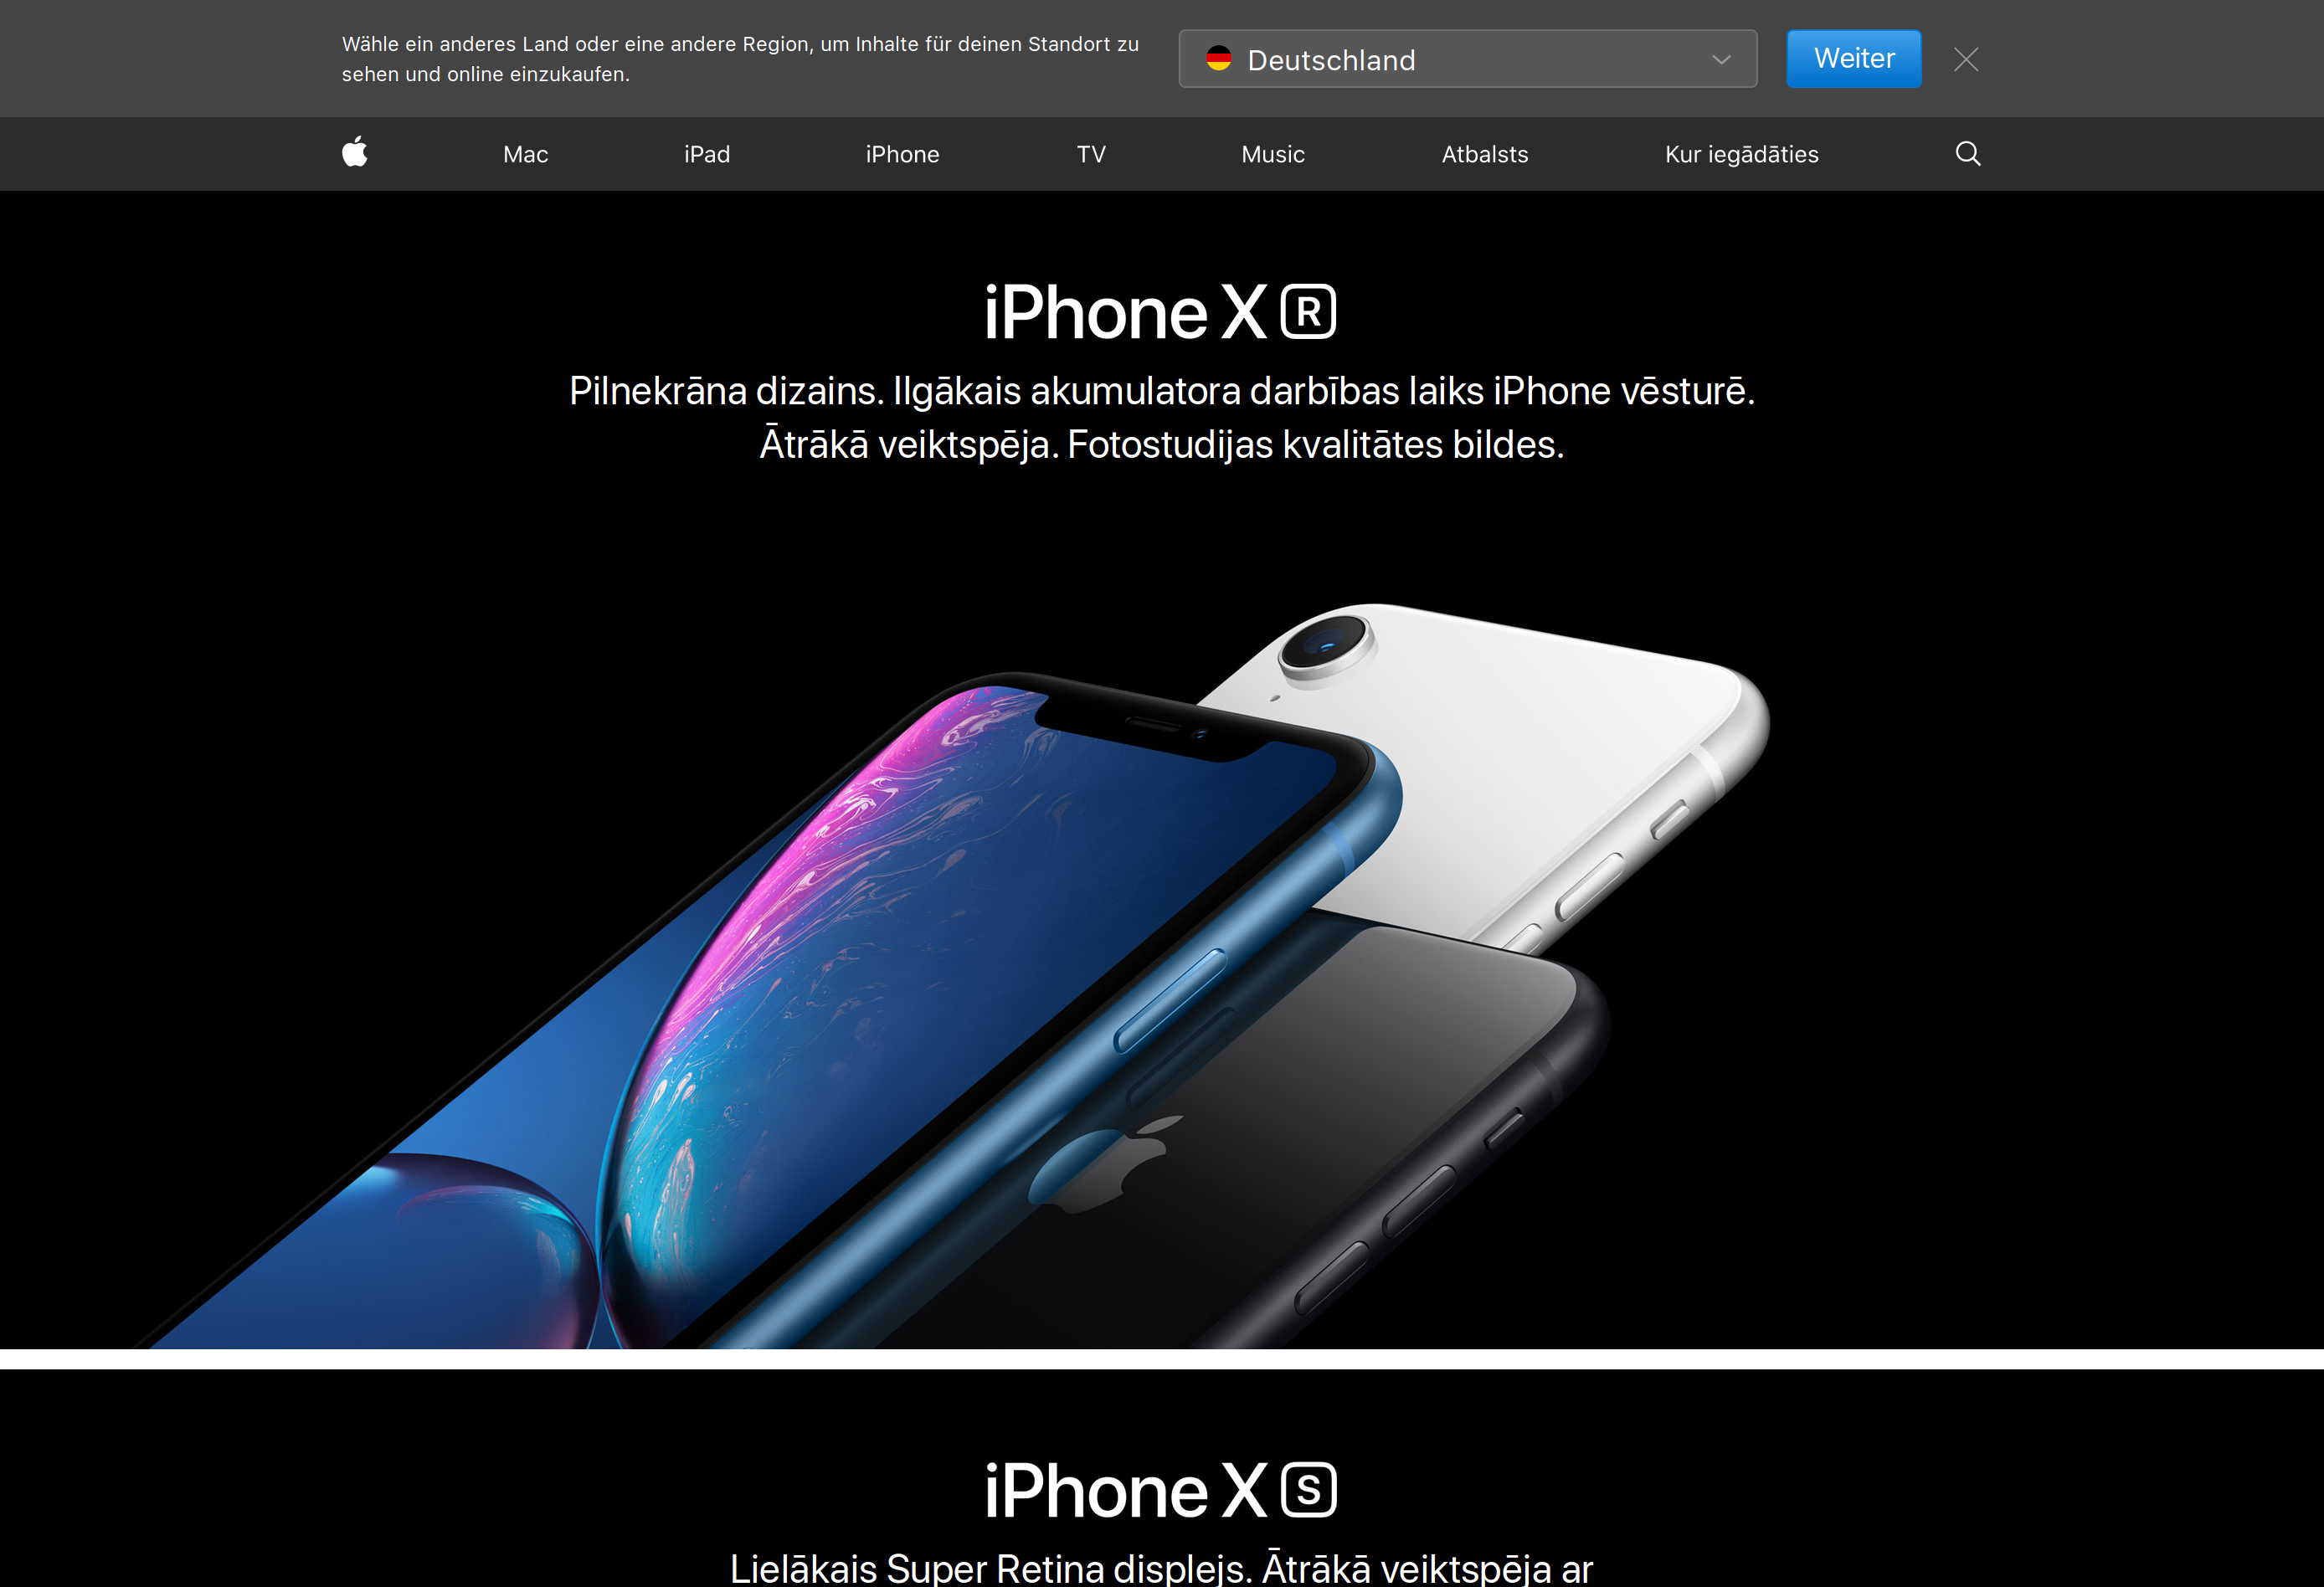 Wähle ein anderes Land oder eine andere Region, um Inhalte für deinen Standort zu
sehen und online einzukaufen.
Deutschland
Weiter
Mac
iPad
iPhone
TV
Music
Atbalsts
Kur iegādāties
iPhone XR
Pilnekrāna dizains. Ilgākais akumulatora darbības laiks iPhone vēsturē.
Ātrākā veiktspēja. Fotostudijas kvalitātes bildes.
iPhone XS
Lielākais Super Retina displejs. Ātrākā veiktspēja ar